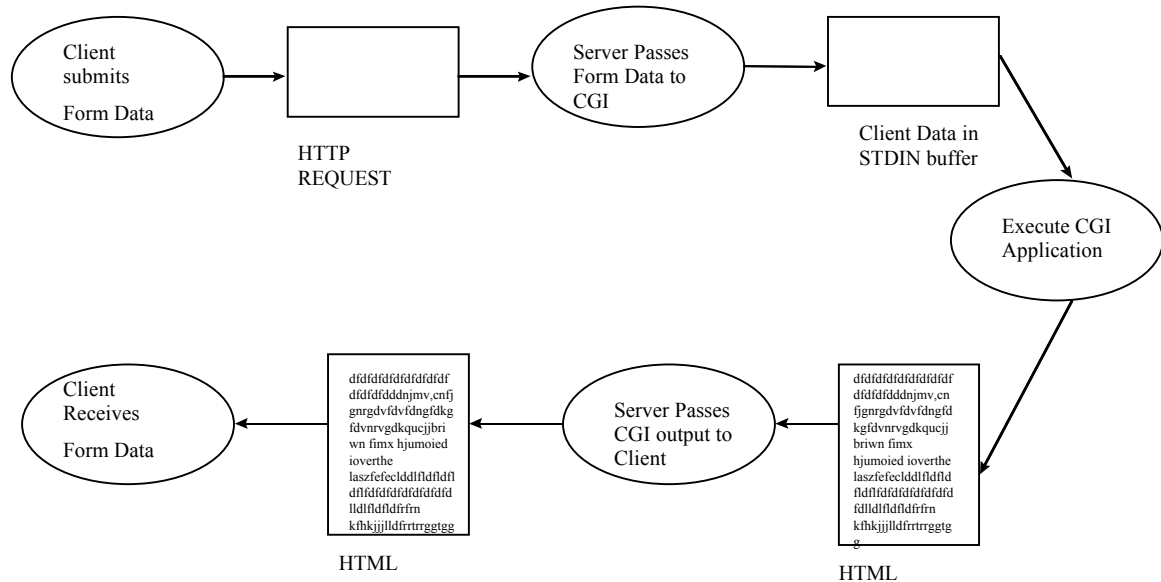 Client
submits
Form Data
HTTP
REQUEST
Server Passes
Form Data to
CGI
Client Data in
STDIN buffer
Execute CGI
Application
dfdfdfdfdfdfdfdfdf
dfdfdfdddnjmv,cn
fjgnrgdvfdvfdngfd
kgfdvnrvgdkqucjj
briwn fimx
hjumoied ioverthe
laszfefeclddlfldfld
fldflfdfdfdfdfdfdfd
fdlldlfldfldfrfrn
kfhkjjjlldfrrtrrggtg
g
HTML
Server Passes
CGI output to
Client
dfdfdfdfdfdfdfdfdf
dfdfdfdddnjmv,cnfj
gnrgdvfdvfdngfdkg
fdvnrvgdkqucjjbri
wn fimx hjumoied
ioverthe
laszfefeclddlfldfldfl
dflfdfdfdfdfdfdfdfd
lldlfldfldfrfrn
kfhkjjjlldfrrtrrggtgg
HTML
Client
Receives
Form Data